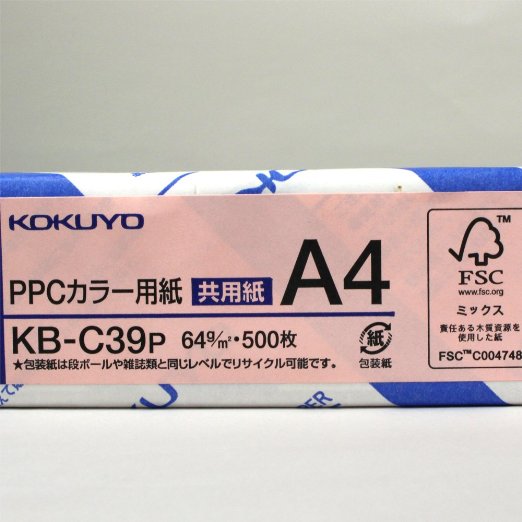 KOKUYO
PPCカラー用紙 共用紙 A4
KB-C39P 64g/m²・500枚
★包装紙は段ボールや雑誌類と同じレベルでリサイクル可能です。
紙
包装紙
TM
FSC
www.fsc.org
ミックス
責任ある木質資源を
使用した紙
FSC™C004748